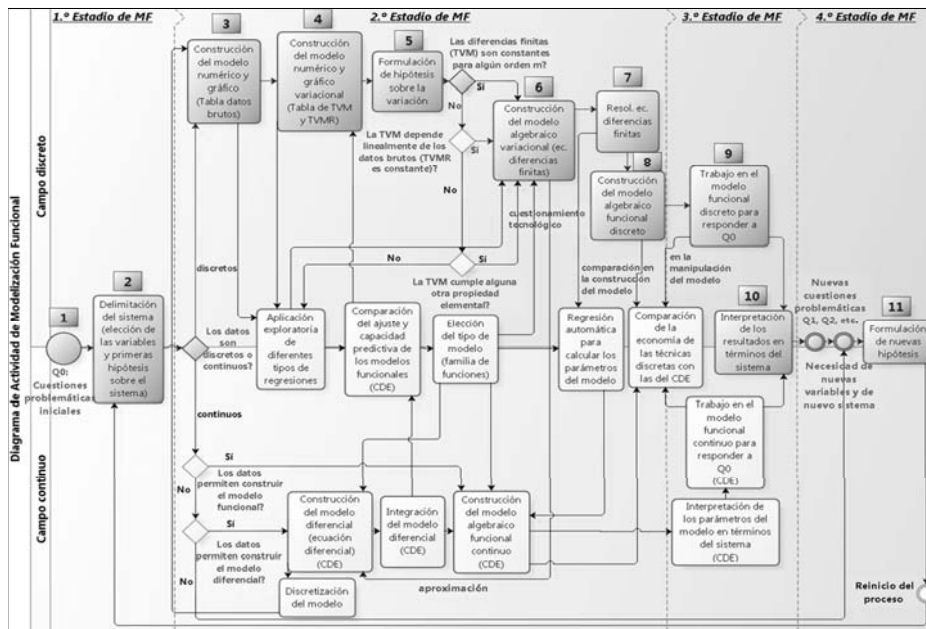 Diagrama de Actividad de Modelización Funcional
Campo discreto
Campo continuo
1.º Estadio de MF
2.º Estadio de MF
3.º Estadio de MF
4.º Estadio de MF
1
Q0:
Cuestiones
problemáticas
iniciales
2
Delimitación
del sistema
(elección de
las variables
y primeras
hipótesis
sobre el
sistema)
3
Construcción
del modelo
numérico y
gráfico
(Tabla datos
brutos)
4
Construcción
del modelo
numérico y
gráfico
variacional
(Tabla de TVM
y TVMR)
5
Formulación
de hipótesis
sobre la
variación
Las diferencias finitas
(TVM) son constantes
para algún orden m?
Sí
No
La TVM depende
linealmente de los
datos brutos (TVMR
es constante)?
Sí
No
6
Construcción
del modelo
algebraico
variacional (ec.
diferencias
finitas)
7
Resol. ec.
diferencias
finitas
8
Construcción
del modelo
algebraico
funcional
discreto
9
Trabajo en el
modelo
funcional
discreto para
responder a
Q0
cuestionamiento
tecnológico
No
Sí
La TVM cumple alguna
otra propiedad
elemental?
discretos
Los datos
son
discretos o
continuos?
continuos
Aplicación
exploratoria
de
diferentes
tipos de
regresiones
Comparación
del ajuste y
capacidad
predictiva de
los modelos
funcionales
(CDE)
Elección
del tipo de
modelo
(familia de
funciones)
comparación en
la construcción
del modelo
en la
manipulación
del modelo
Regresión
automática
para
calcular los
parámetros
del modelo
Comparación
de la
economía de
las técnicas
discretas con
las del CDE
10
Interpretación
de los
resultados en
términos del
sistema
Nuevas
cuestiones
problemáticas
Q1, Q2, etc.
Necesidad de
nuevas
variables y de
nuevo sistema
11
Formulación
de nuevas
hipótesis
Trabajo en el
modelo
funcional
continuo para
responder a
Q0
(CDE)
Interpretación de
los parámetros del
modelo en términos
del sistema
(CDE)
Sí
Los datos
permiten construir
el modelo
funcional?
No
Sí
Los datos
permiten construir
el modelo
diferencial?
No
Construcción
del modelo
diferencial
(ecuación
diferencial)
(CDE)
Integración
del modelo
diferencial
(CDE)
Construcción
del modelo
algebraico
funcional
continuo
(CDE)
Discretización
del modelo
aproximación
Reinicio del
proceso